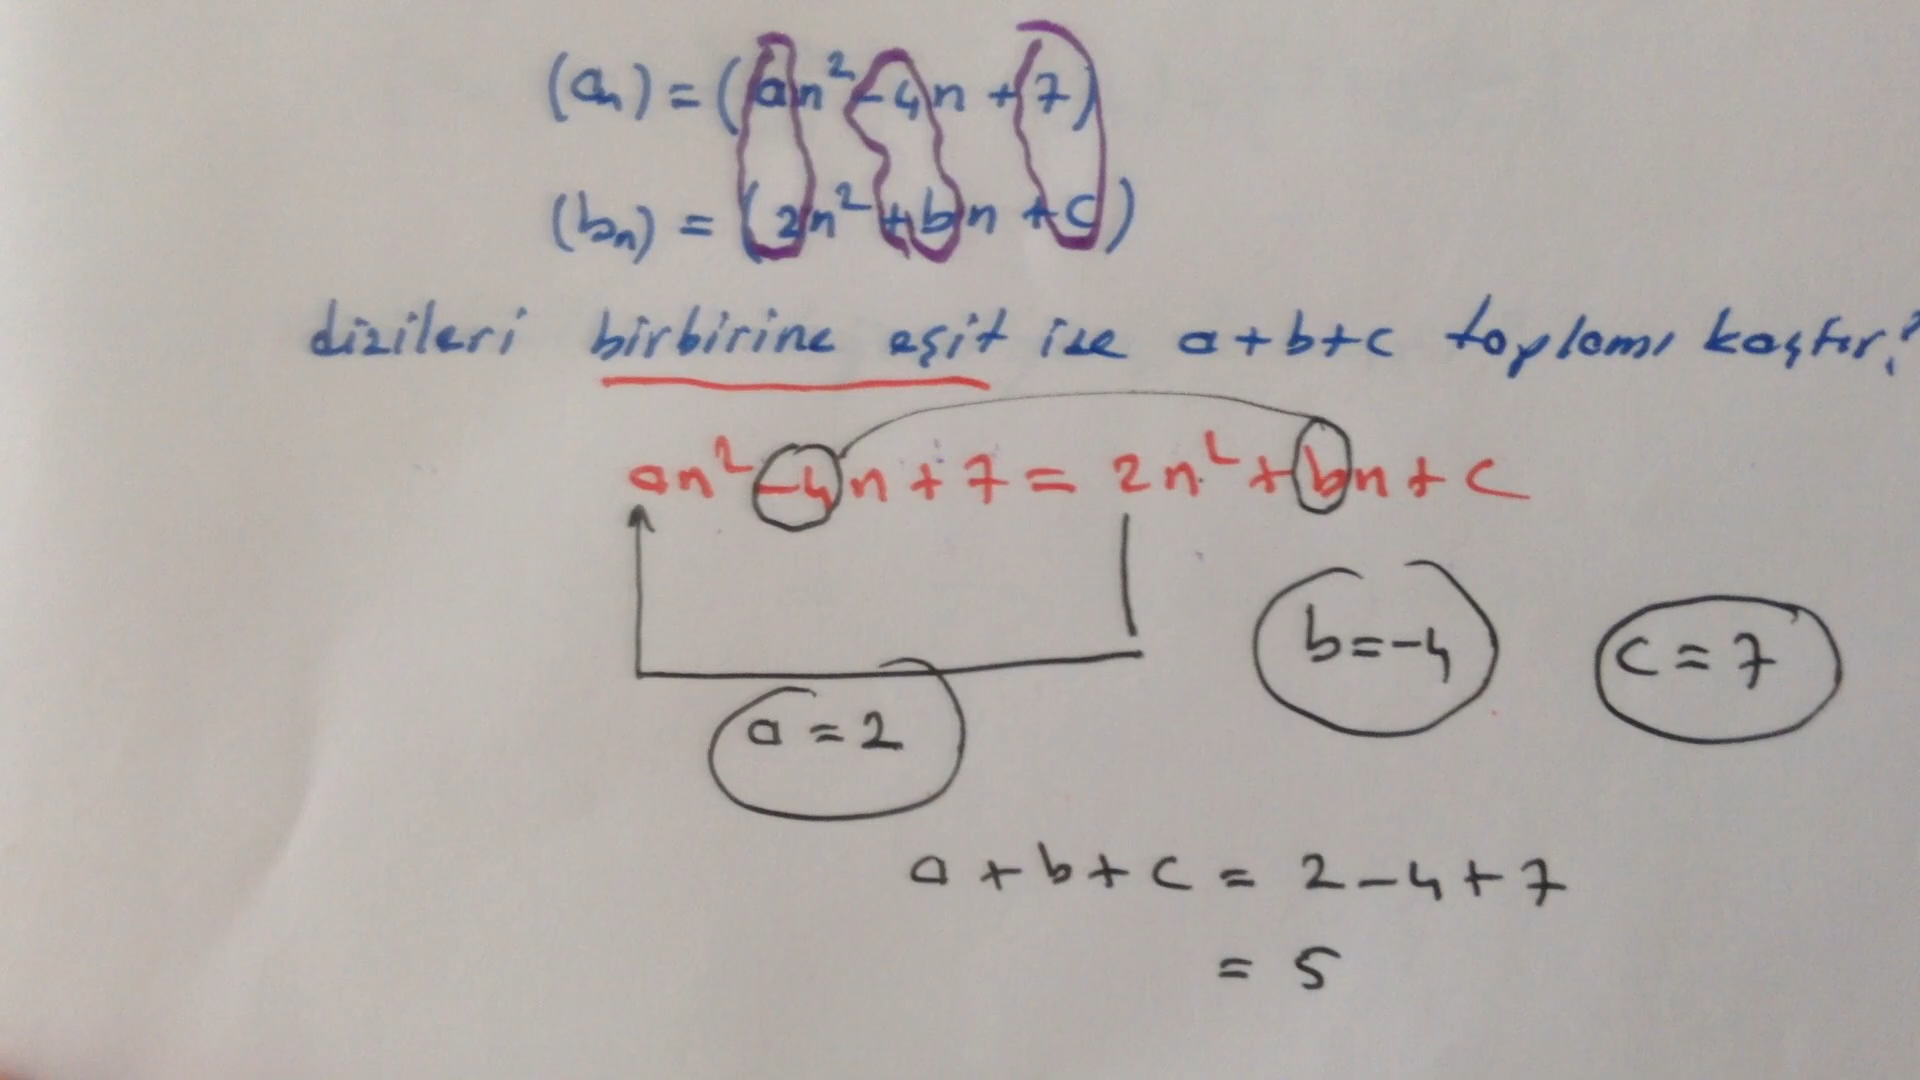 (aₙ) = (an² - 4n + 7)
(bₙ) = (2n² + bn + c)
dizileri birbirine eşit ise a+b+c toplamı kaçtır?
an² - 4n + 7 = 2n² + bn + c
b = -4
c = 7
a = 2
a + b + c = 2 - 4 + 7
= 5